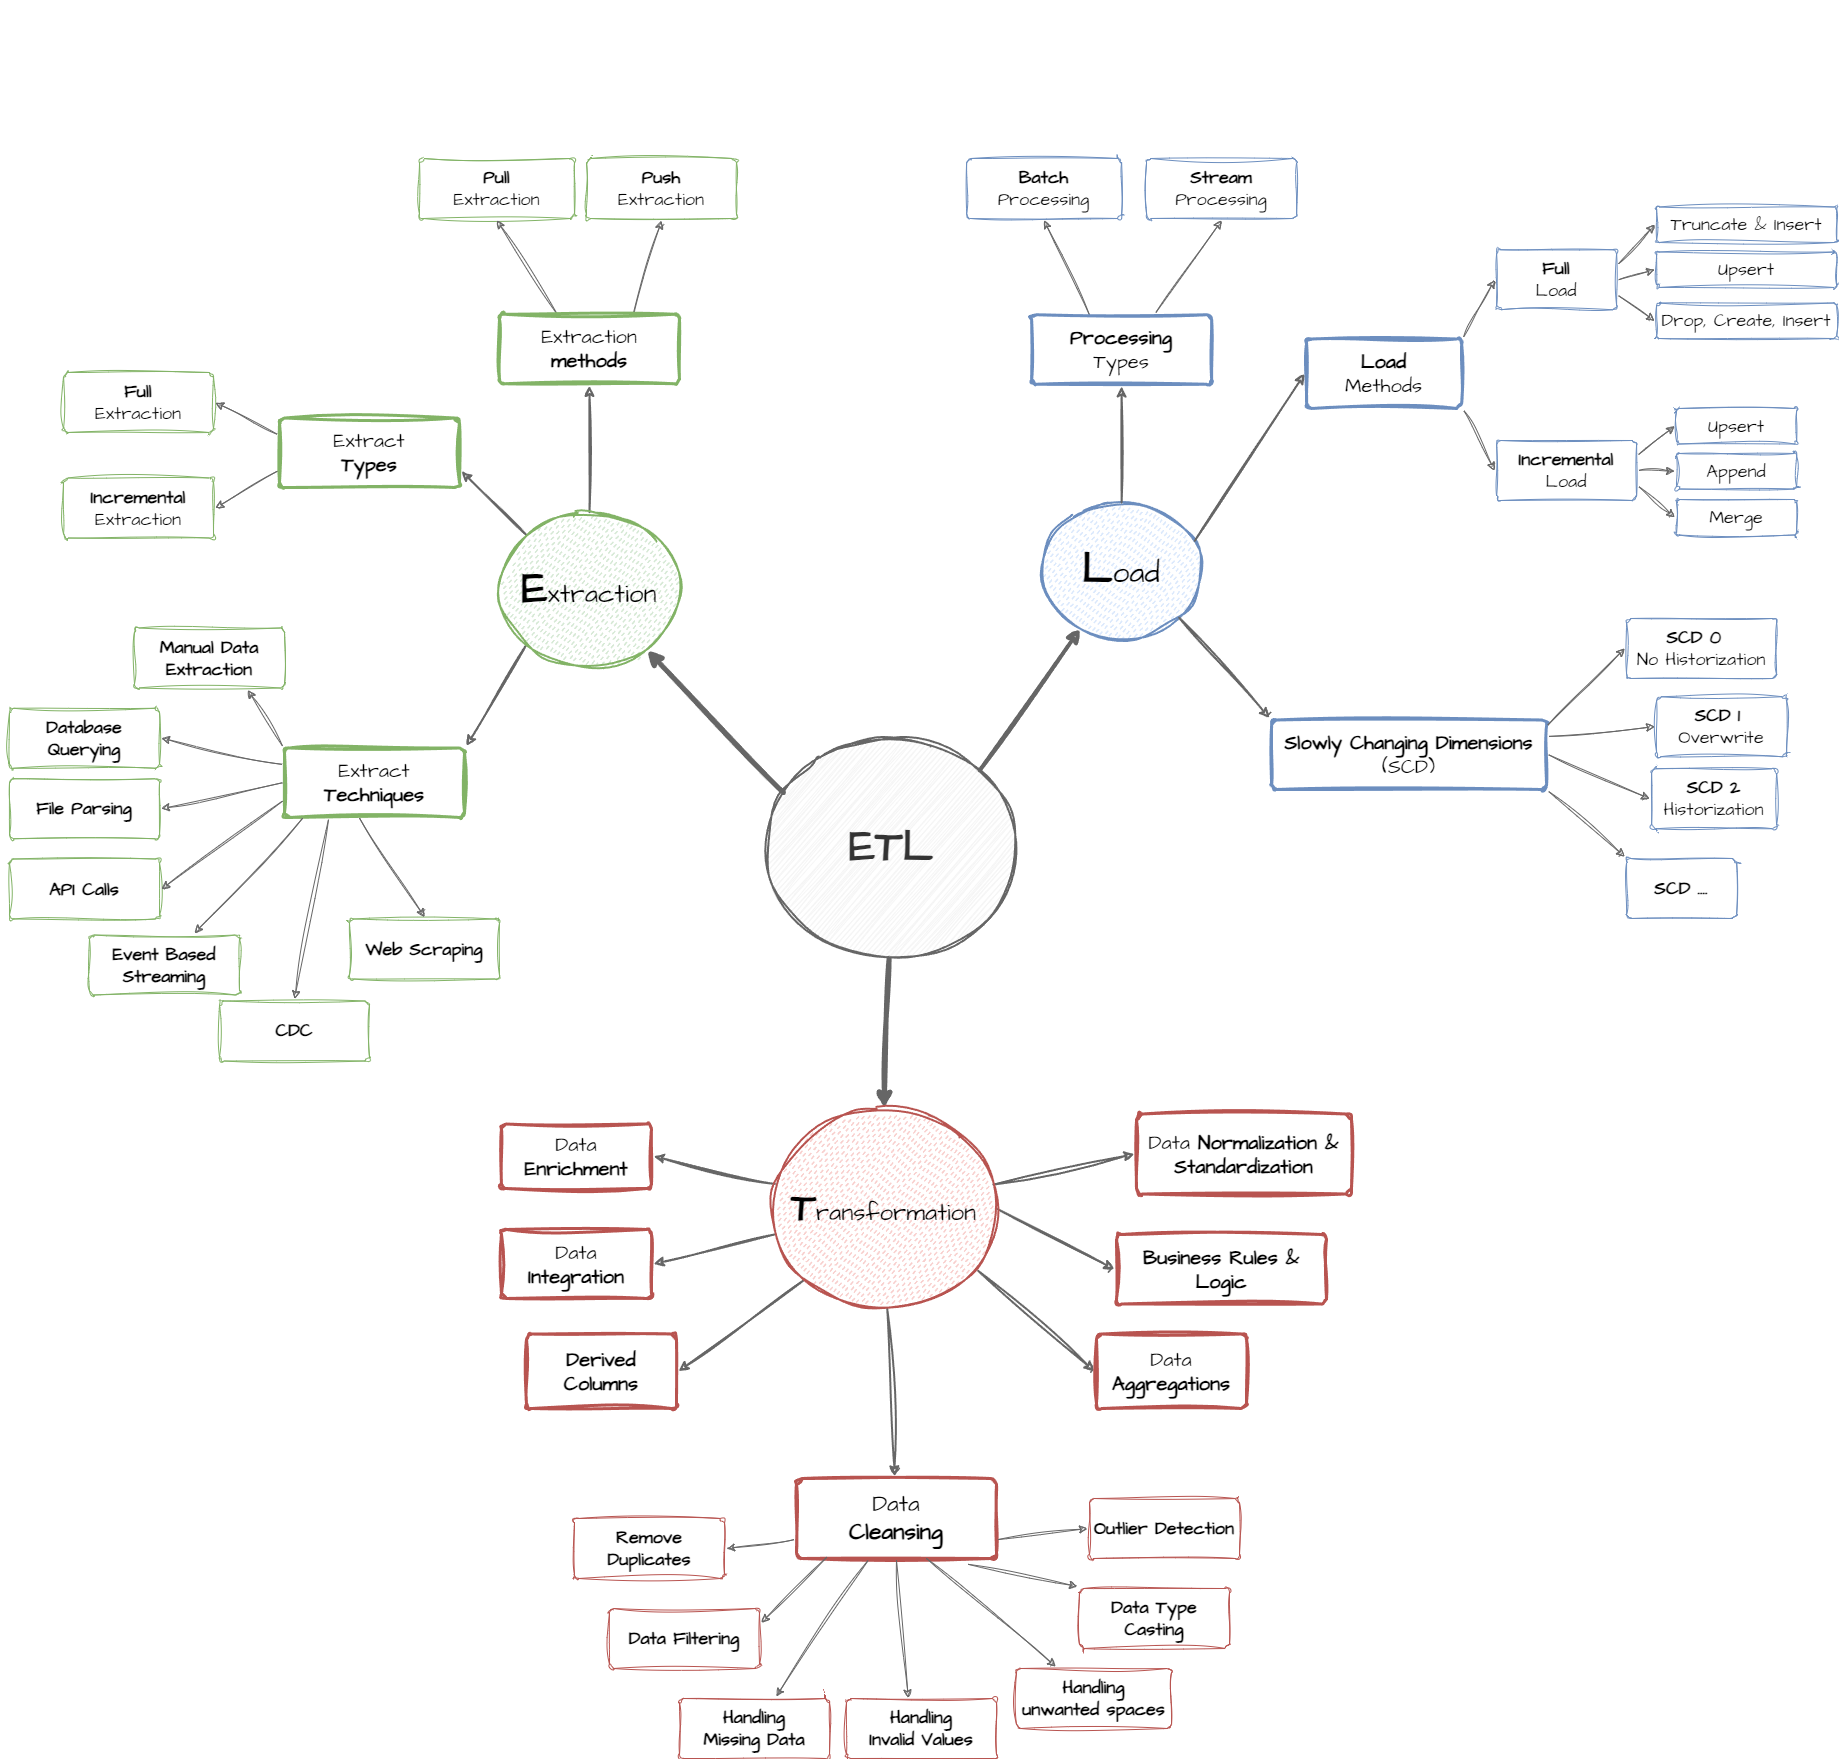 Pull
Extraction
Push
Extraction
Batch
Processing
Stream
Processing
Extraction
methods
Processing
Types
Full
Extraction
Extract
Types
Incremental
Extraction
Load
Methods
Full
Load
Truncate & Insert
Upsert
Drop, Create, Insert
Incremental
Load
Upsert
Append
Merge
Extraction
Load
Manual Data
Extraction
Database
Querying
File Parsing
API Calls
Extract
Techniques
Event Based
Streaming
CDC
Web Scraping
ETL
Slowly Changing Dimensions
(SCD)
SCD 0
No Historization
SCD 1
Overwrite
SCD 2
Historization
SCD ....
Data
Enrichment
Data
Integration
Derived
Columns
Transformation
Data Normalization &
Standardization
Business Rules &
Logic
Data
Aggregations
Data
Cleansing
Remove
Duplicates
Data Filtering
Handling
Missing Data
Handling
Invalid Values
Handling
unwanted spaces
Data Type
Casting
Outlier Detection